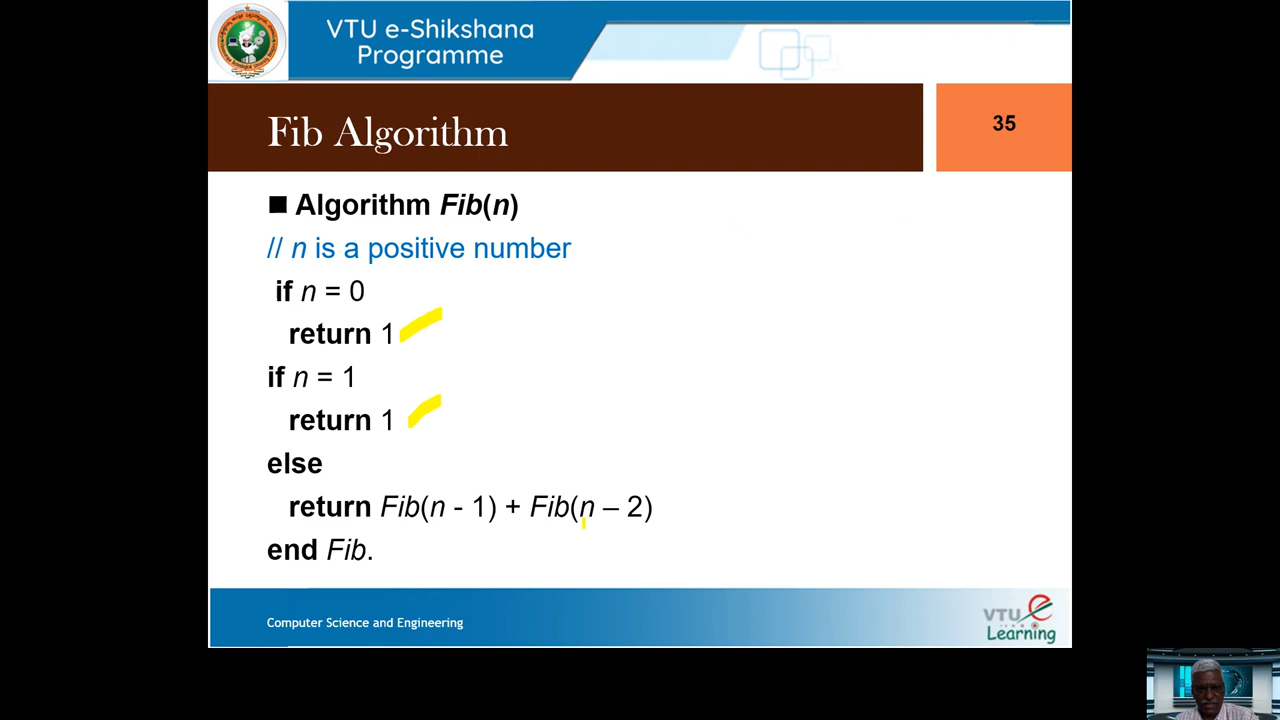 VTU e-Shikshana
Programme
Fib Algorithm
35
■ Algorithm Fib(n)
// n is a positive number
if n = 0
return 1
if n = 1
return 1
else
return Fib(n - 1) + Fib(n – 2)
end Fib.
Computer Science and Engineering
VTU e
Learning